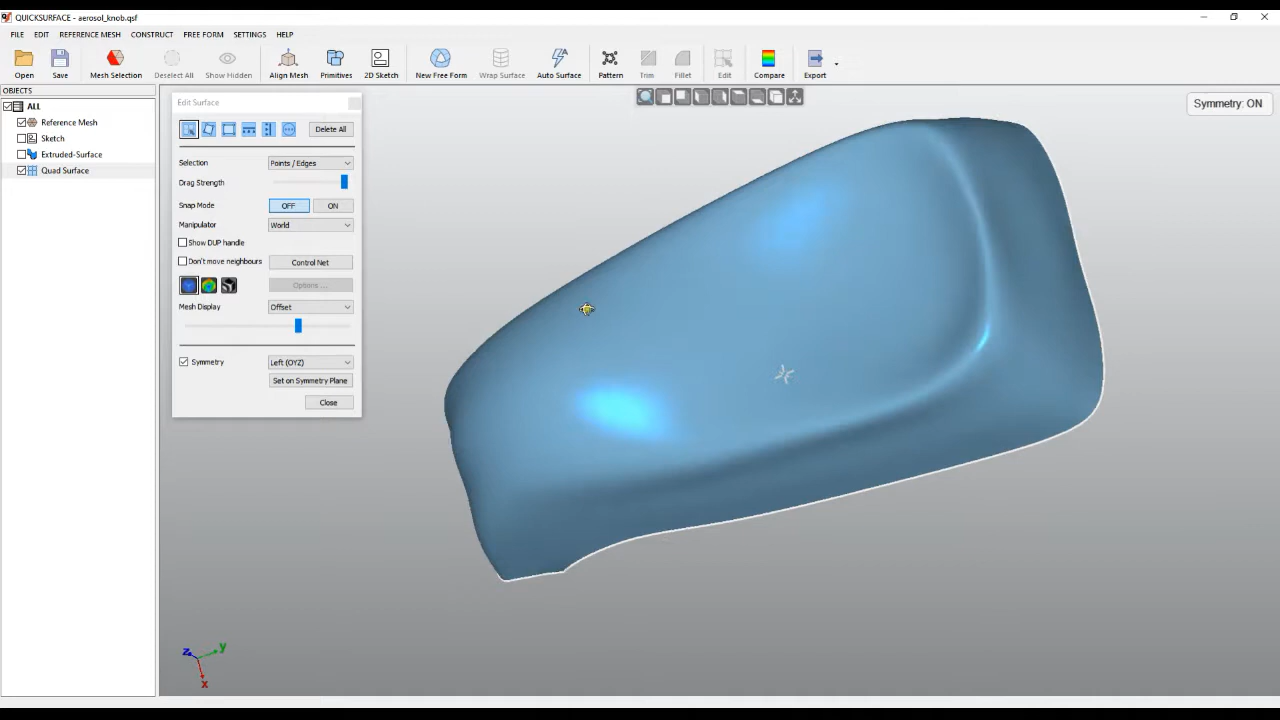 QUICKSURFACE - aerosol_knob.qsf
FILE EDIT REFERENCE MESH CONSTRUCT FREE FORM SETTINGS HELP
Open Save Mesh Selection Deselect All Show Hidden Align Mesh Primitives 2D Sketch New Free Form Wrap Surface Auto Surface Pattern Trim Fillet Edit Compare Export
OBJECTS
ALL
Reference Mesh
Sketch
Extruded-Surface
Quad Surface
Edit Surface
Delete All
Selection Points / Edges
Drag Strength
Snap Mode OFF ON
Manipulator World
Show DUP handle
Don't move neighbours Control Net
Options ...
Mesh Display Offset
Symmetry Left (OYZ)
Set on Symmetry Plane
Close
Symmetry: ON
z y
x